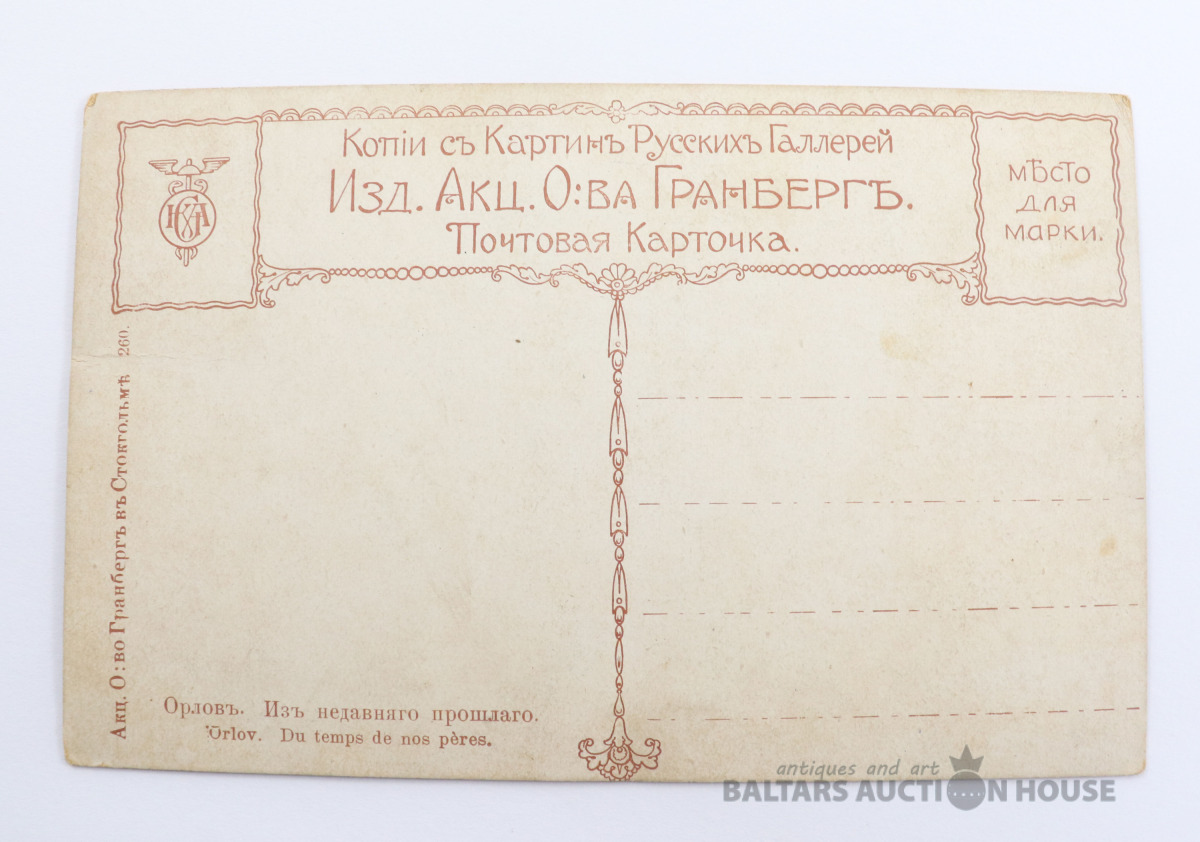 Копіи съ Картинъ Русскихъ Галлерей
Изд. Акц. О:ва Гранбергъ.
Почтовая Карточка.
МѢсто
для
марки.
Акц. О:во Гранбергъ въ Стокгольмѣ 260.
Орловъ. Изъ недавняго прошлаго.
Orlov. Du temps de nos pères.
antiques and art
BALTARS AUCTION HOUSE